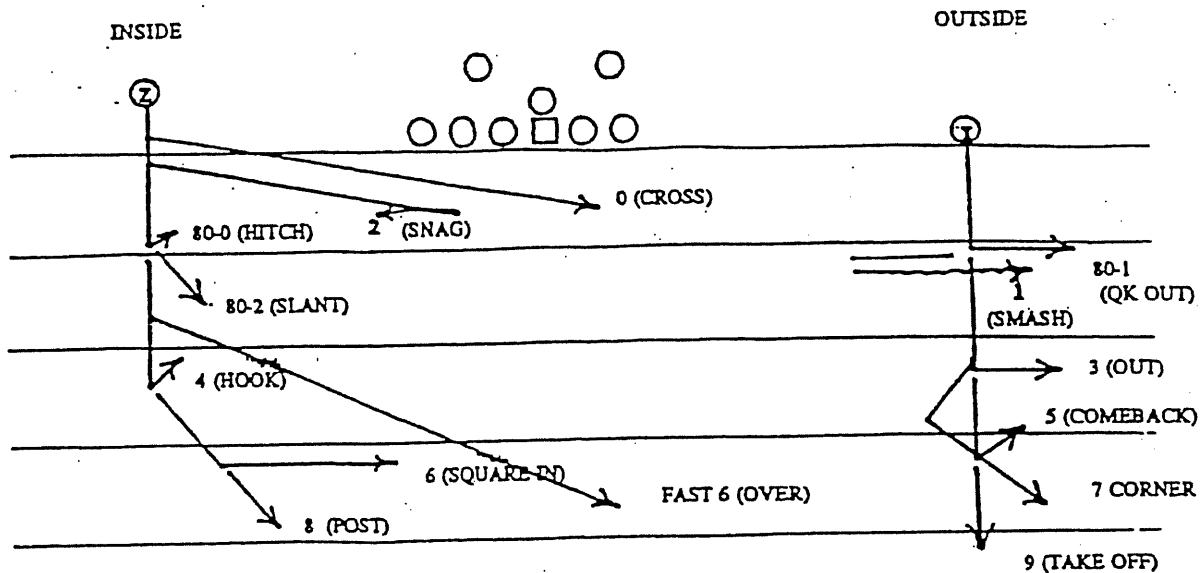 INSIDE
OUTSIDE
Z
0 (CROSS)
2 (SNAG)
80-0 (HITCH)
80-1
(QK OUT)
80-2 (SLANT)
1
(SMASH)
4 (HOOK)
3 (OUT)
5 (COMEBACK)
6 (SQUARE IN)
FAST 6 (OVER)
7 CORNER
8 (POST)
9 (TAKE OFF)